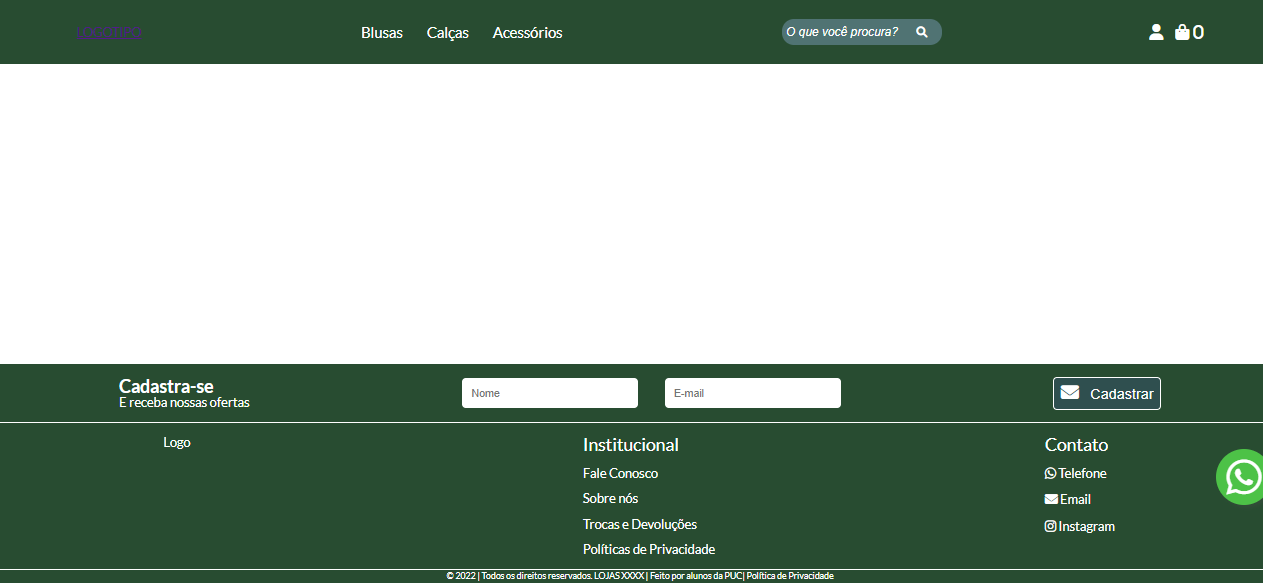 Blusas Calças Acessórios O que você procura? 0
Cadastra-se
E receba nossas ofertas
Nome E-mail Cadastrar
Logo
Institucional
Fale Conosco
Sobre nós
Trocas e Devoluções
Políticas de Privacidade
Contato
Telefone
Email
Instagram
© 2022 | Todos os direitos reservados. LOJAS XXXX | Feito por alunos da PUC| Política de Privacidade